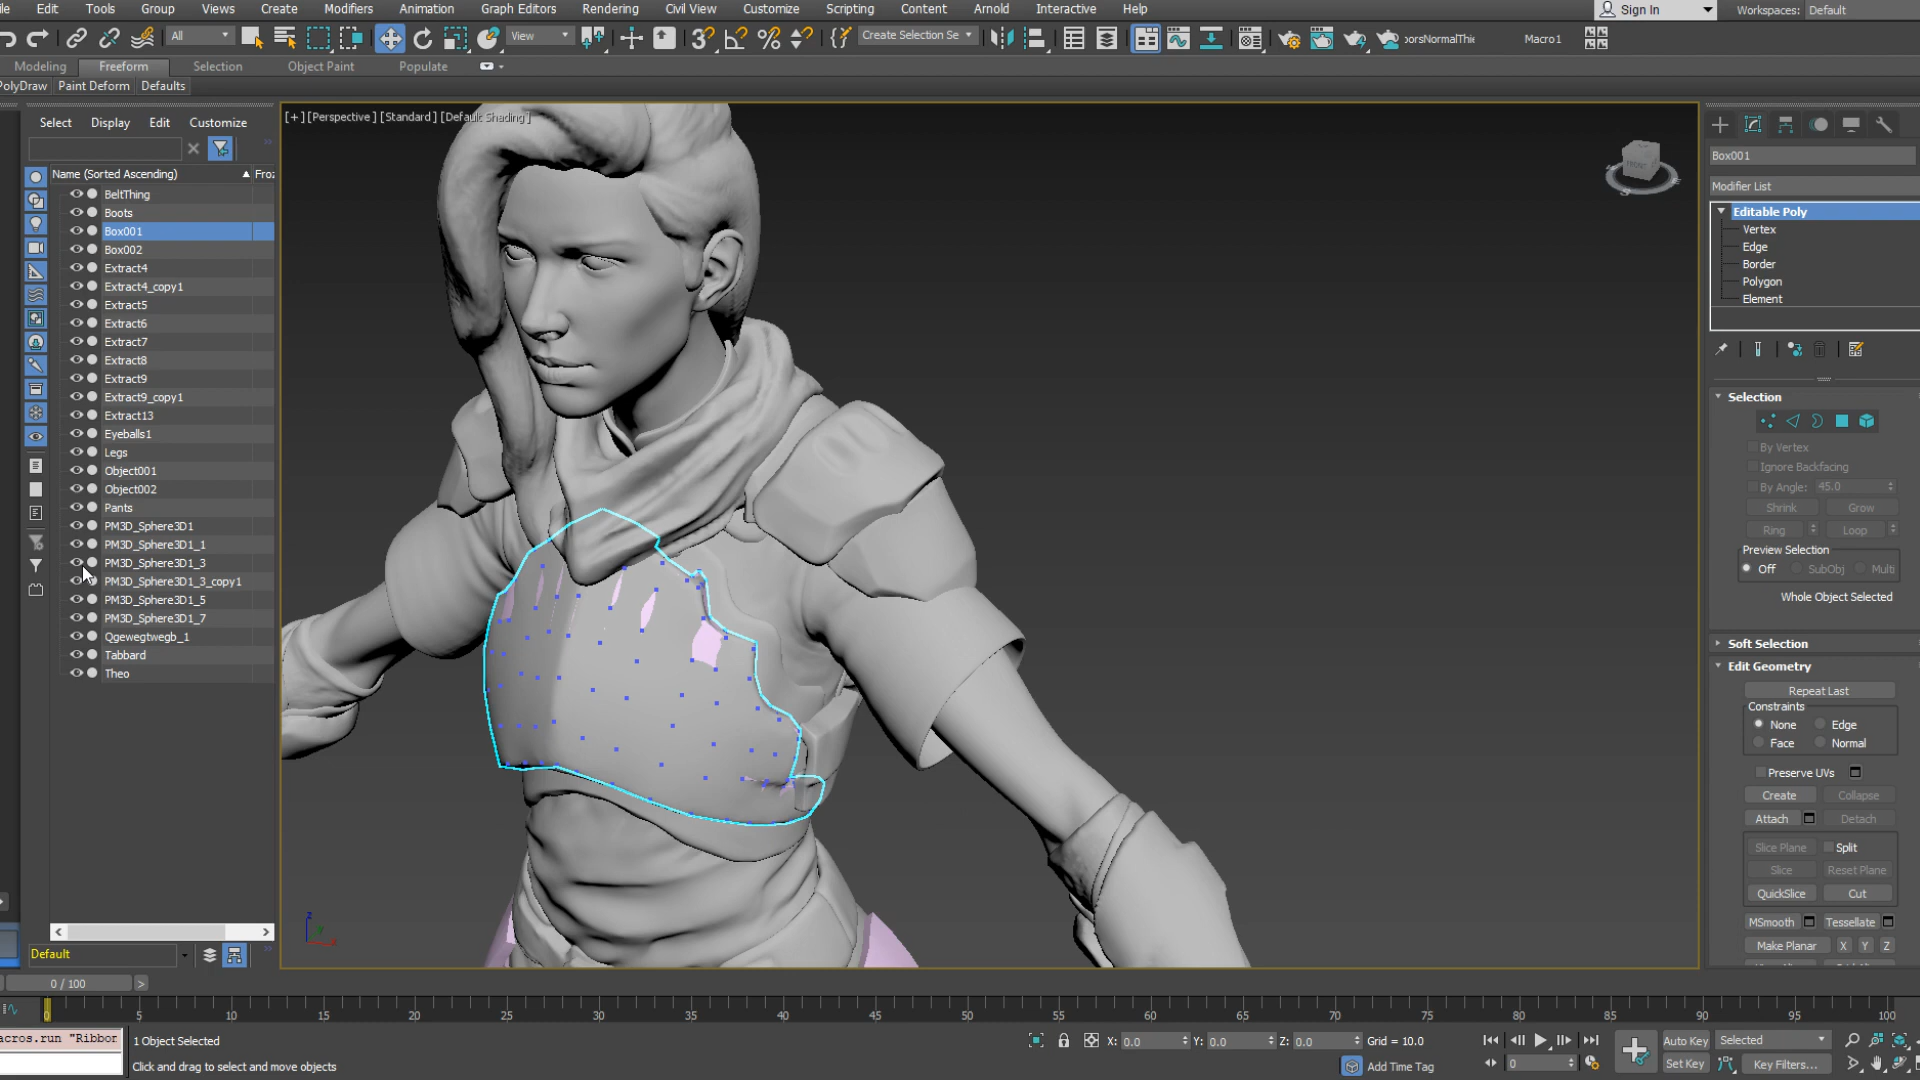 Edit Tools Group Views Create Modifiers Animation Graph Editors Rendering Civil View Customize Scripting Content Arnold Interactive Help Sign In Workspaces: Default
All View Create Selection Se Macro1
Modeling Freeform Selection Object Paint Populate
PolyDraw Paint Deform Defaults
Select Display Edit Customize
[+] [Perspective] [Standard] [Default Shading]
Name (Sorted Ascending) Froz
BeltThing
Boots
Box001
Box002
Extract4
Extract4_copy1
Extract5
Extract6
Extract7
Extract8
Extract9
Extract9_copy1
Extract13
Eyeballs1
Legs
Object001
Object002
Pants
PM3D_Sphere3D1
PM3D_Sphere3D1_1
PM3D_Sphere3D1_3
PM3D_Sphere3D1_3_copy1
PM3D_Sphere3D1_5
PM3D_Sphere3D1_7
Qgewegtwegb_1
Tabbard
Theo
Default
Box001
Modifier List
Editable Poly
Vertex
Edge
Border
Polygon
Element
Selection
By Vertex
Ignore Backfacing
By Angle: 45.0
Shrink Grow
Ring Loop
Preview Selection
Off SubObj Multi
Whole Object Selected
Soft Selection
Edit Geometry
Repeat Last
Constraints
None Edge
Face Normal
Preserve UVs
Create Collapse
Attach Detach
Slice Plane Split
Slice Reset Plane
QuickSlice Cut
MSmooth Tessellate
Make Planar X Y Z
0 / 100 >
0 5 10 15 20 25 30 35 40 45 50 55 60 65 70 75 80 85 90 95 100
acros.run "Ribbor 1 Object Selected X: 0.0 Y: 0.0 Z: 0.0 Grid = 10.0 Auto Key Selected
Click and drag to select and move objects Add Time Tag 0 Set Key Key Filters...